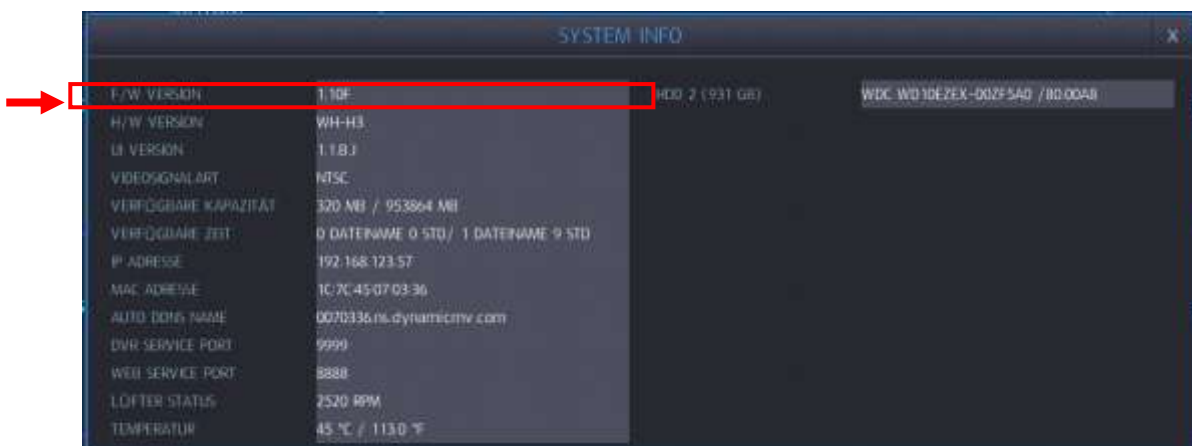 SYSTEM INFO X
F/W VERSION 1.10F HDD 2 (931 GB) WDC WD10EZEX-00ZF5A0 /80.00A8
H/W VERSION WH-H3
UI VERSION 1.1.B.J
VIDEOSIGNALART NTSC
VERFÜGBARE KAPAZITÄT 320 MB / 953864 MB
VERFÜGBARE ZEIT 0 DATEINAME 0 STD/ 1 DATEINAME 9 STD
IP ADRESSE 192.168.123.57
MAC ADRESSE 1C:7C:45:07:03:36
AUTO DDNS NAME 0070336.ns.dynamicmv.com
DVR SERVICE PORT 9999
WEB SERVICE PORT 8888
LÜFTER STATUS 2520 RPM
TEMPERATUR 45 °C / 113.0 °F